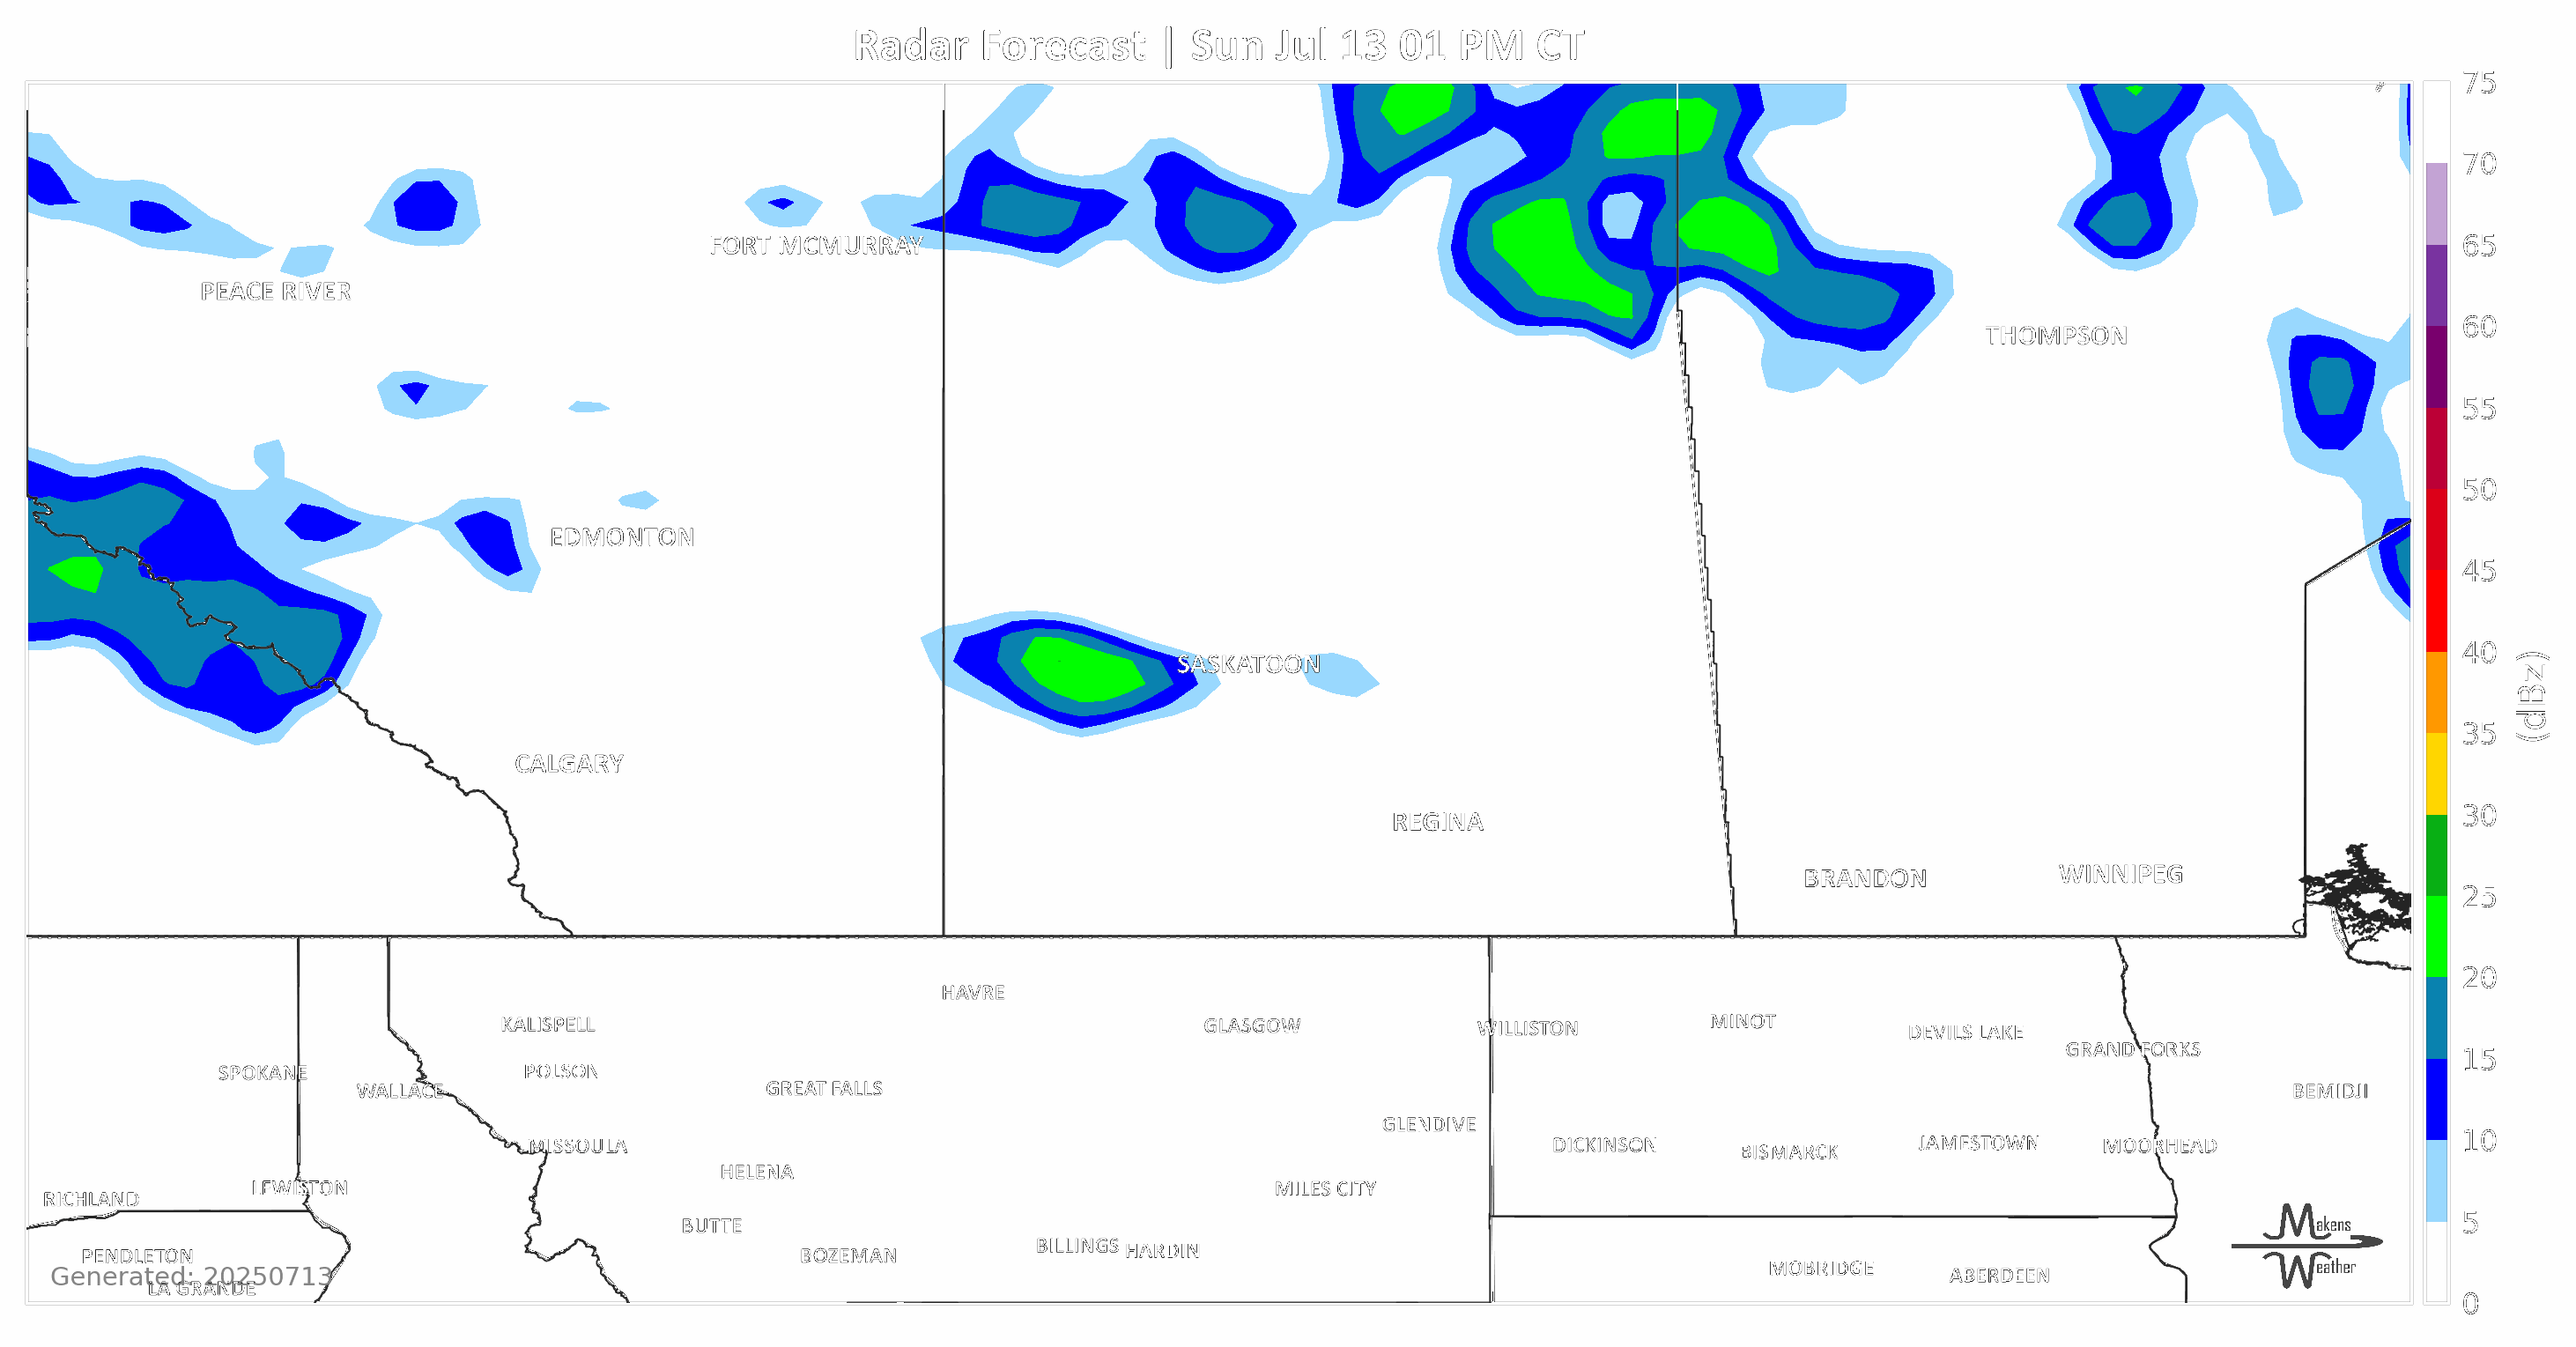 Radar Forecast | Sun Jul 13 01 PM CT
75
70
65
60
55
50
45
40
35
30
25
20
15
10
5
0
(dBz)
FORT MCMURRAY
PEACE RIVER
THOMPSON
EDMONTON
SASKATOON
CALGARY
REGINA
BRANDON
WINNIPEG
HAVRE
KALISPELL
GLASGOW
WILLISTON
MINOT
DEVILS LAKE
GRAND FORKS
SPOKANE
POLSON
WALLACE
GREAT FALLS
BEMIDJI
GLENDIVE
MISSOULA
DICKINSON
BISMARCK
JAMESTOWN
MOORHEAD
HELENA
LEWISTON
RICHLAND
MILES CITY
BUTTE
BILLINGS
HARDIN
BOZEMAN
PENDLETON
MOBRIDGE
ABERDEEN
LA GRANDE
Generated: 20250713
Makens
Weather